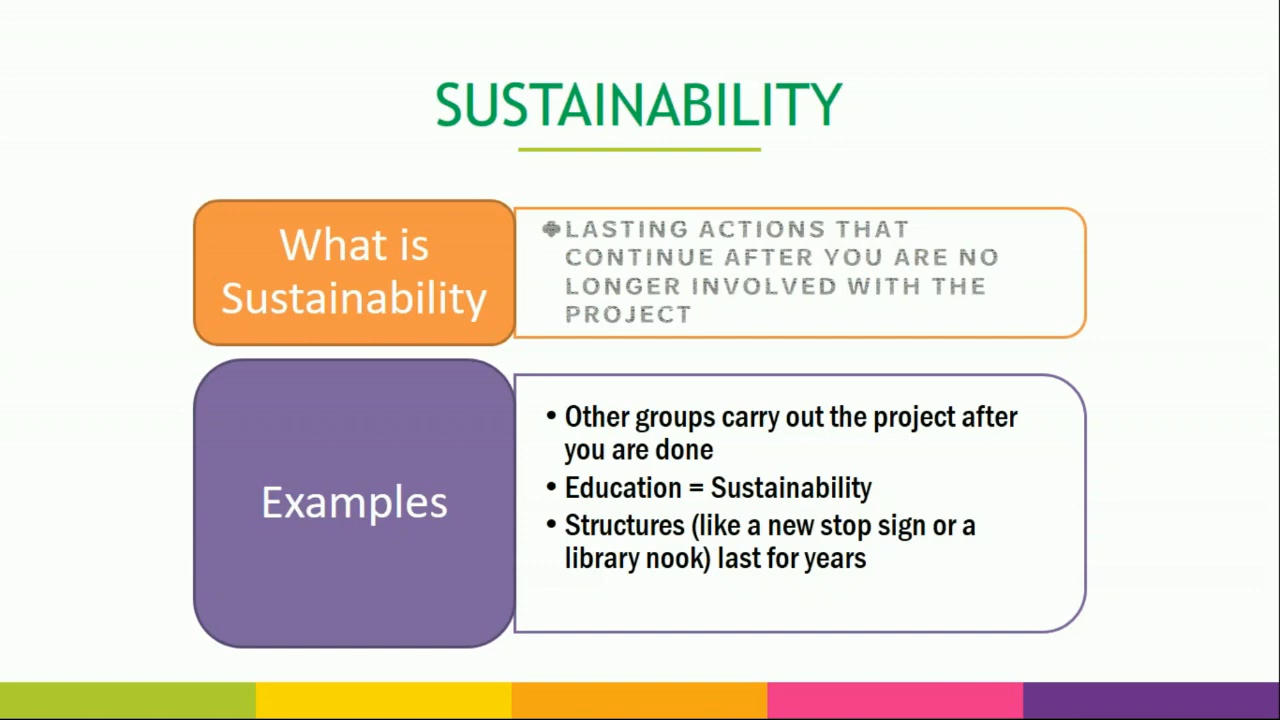 SUSTAINABILITY
What is
Sustainability
LASTING ACTIONS THAT
CONTINUE AFTER YOU ARE NO
LONGER INVOLVED WITH THE
PROJECT
Examples
• Other groups carry out the project after
you are done
• Education = Sustainability
• Structures (like a new stop sign or a
library nook) last for years